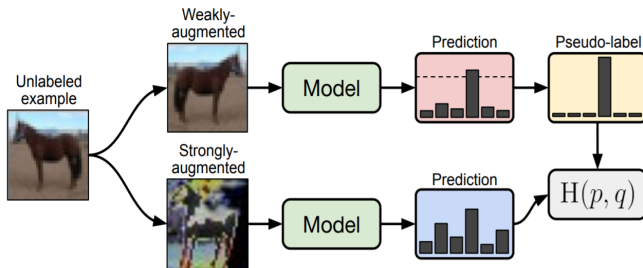 Weakly-
augmented
Prediction
Pseudo-label
Unlabeled
example
Model
Strongly-
augmented
Prediction
Model
H(p, q)